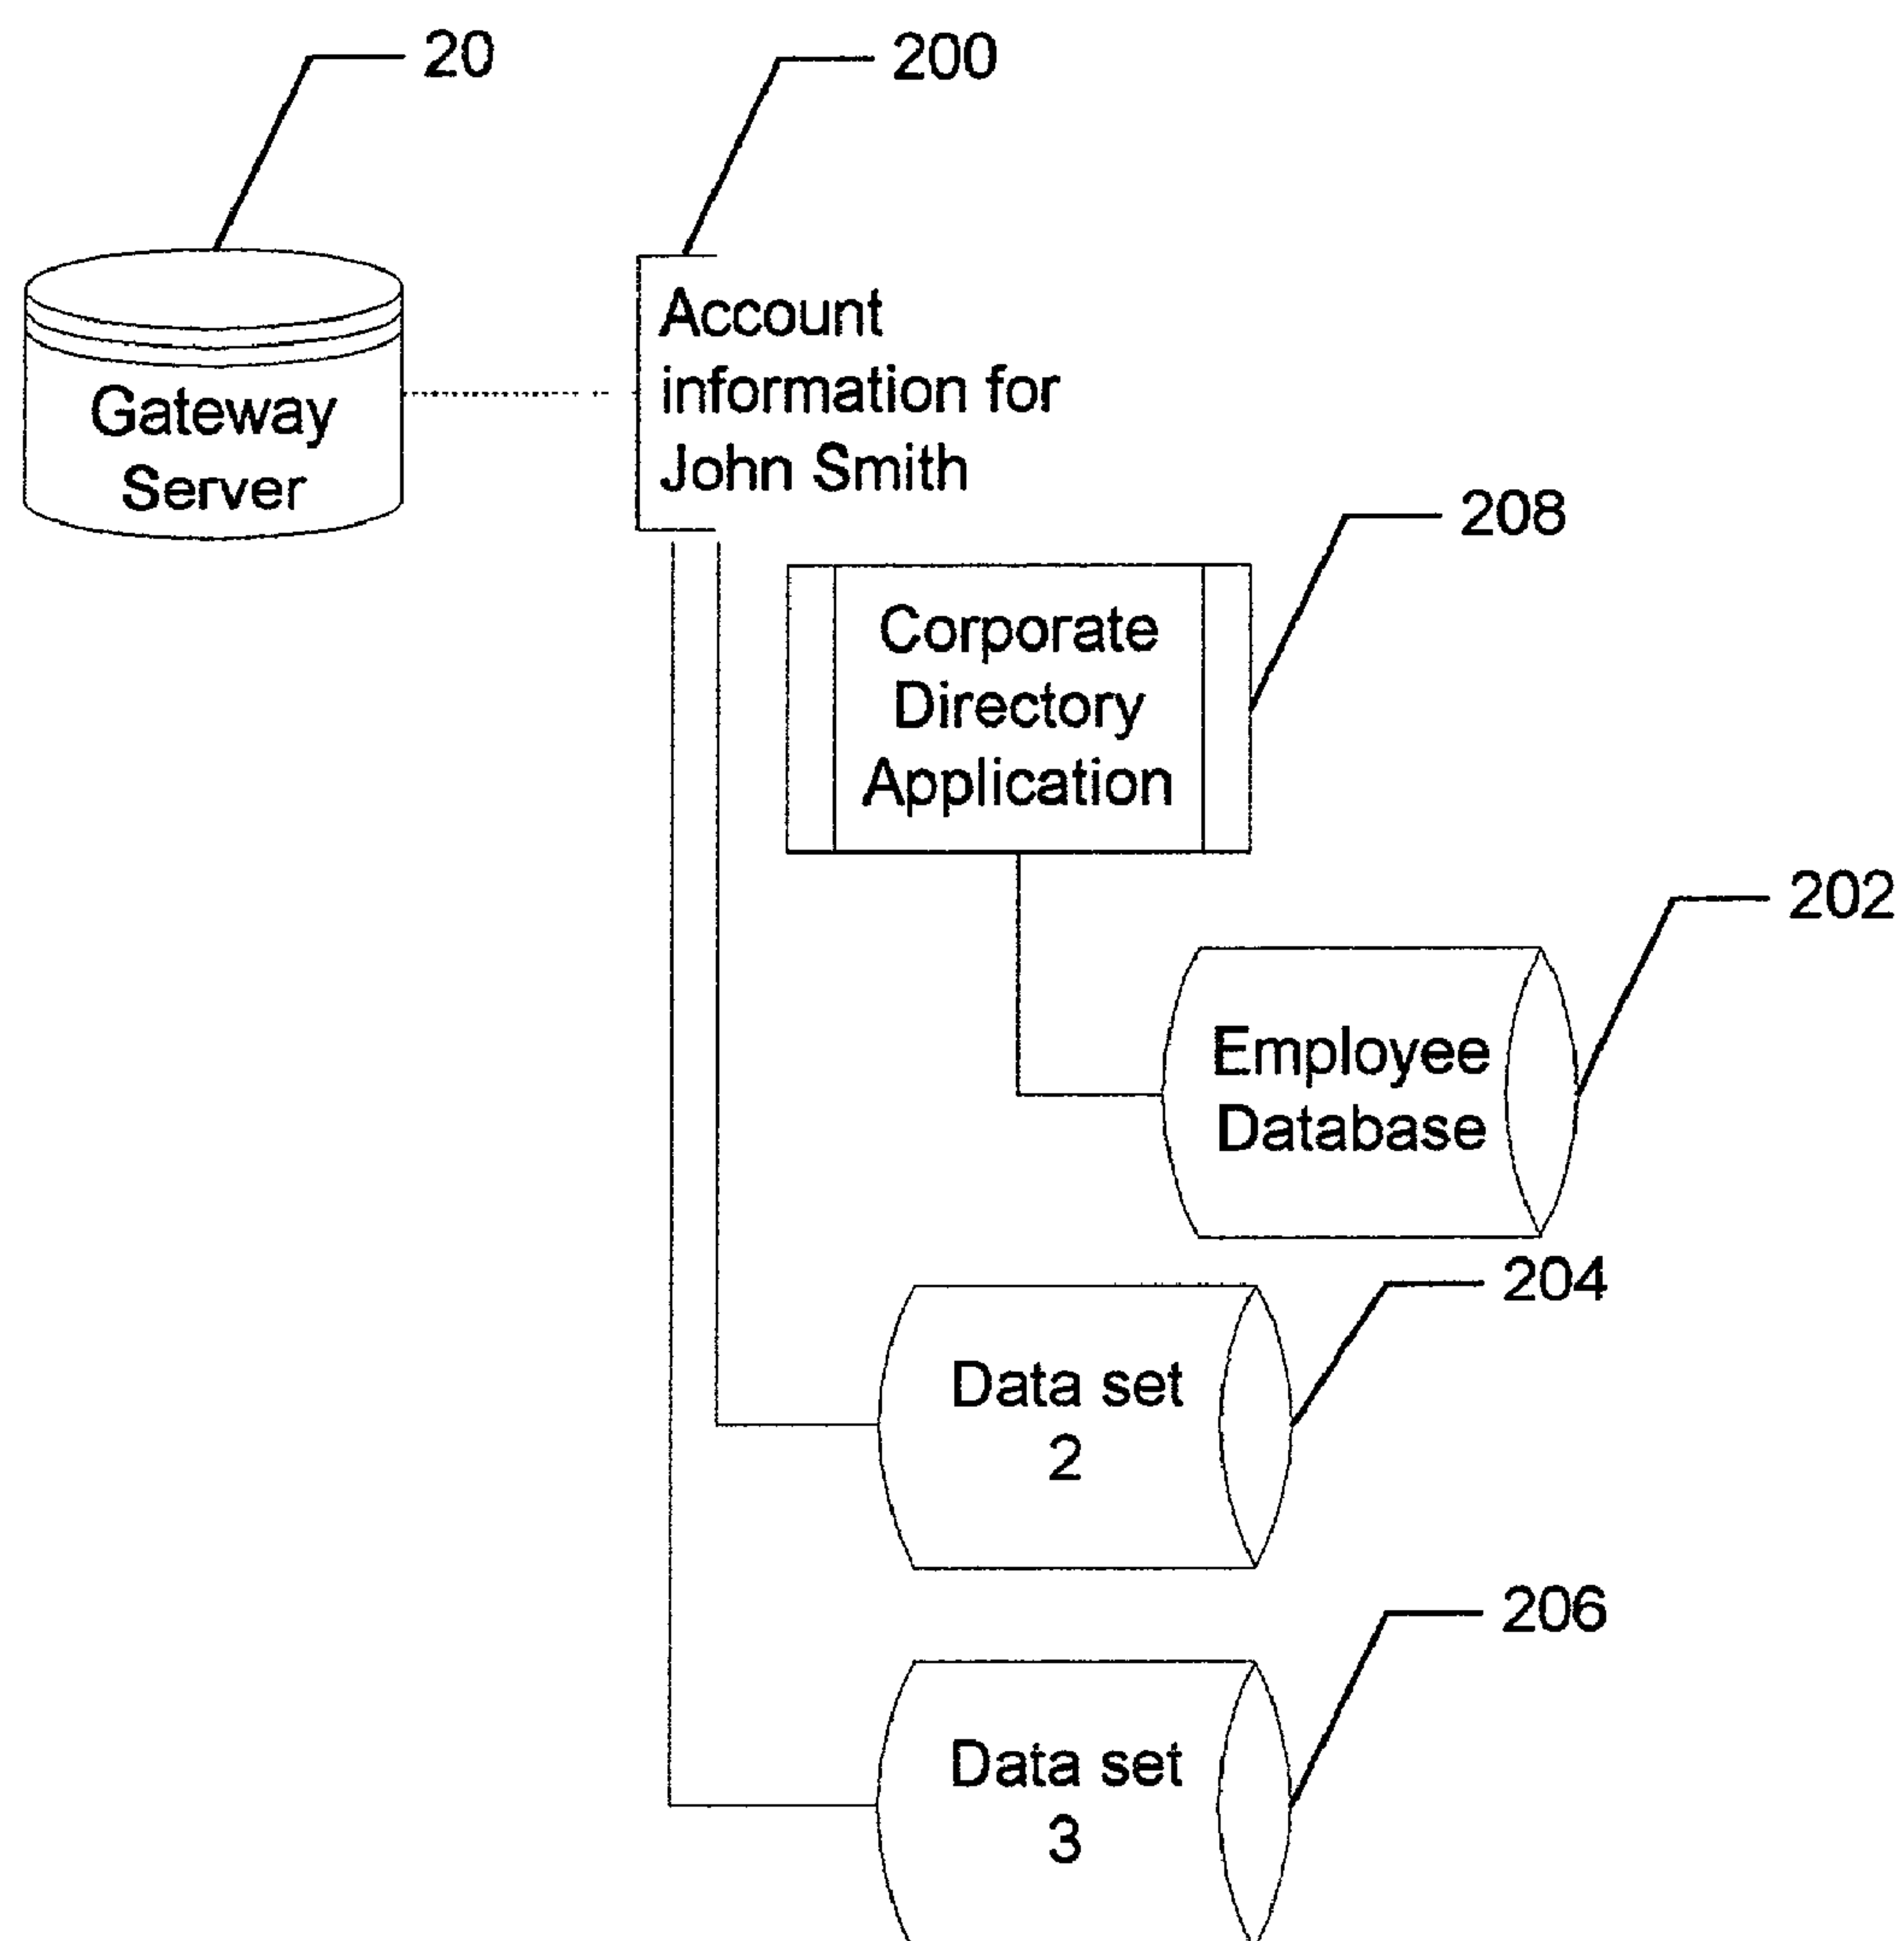 20
200
Gateway
Server
Account
information for
John Smith
208
Corporate
Directory
Application
202
Employee
Database
204
Data set
2
206
Data set
3